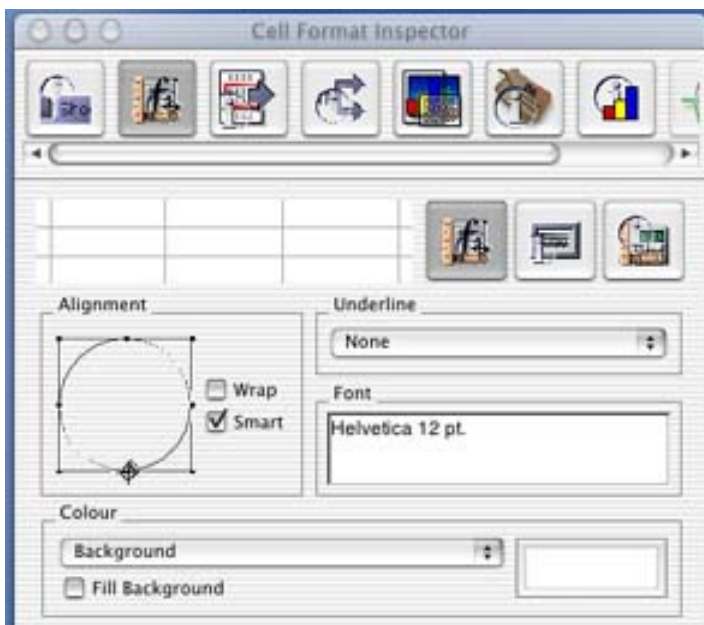 Cell Format Inspector
Alignment
Wrap
Smart
Underline
None
Font
Helvetica 12 pt.
Colour
Background
Fill Background